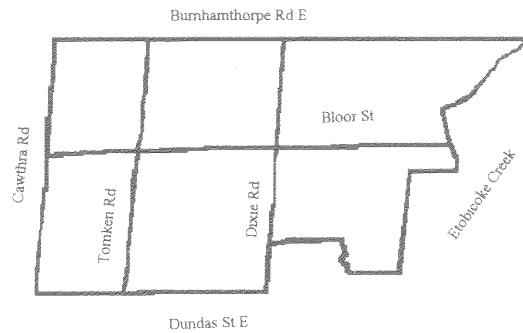 Burnhamthorpe Rd E
Bloor St
Cawthra Rd
Tomken Rd
Dixie Rd
Etobicoke Creek
Dundas St E